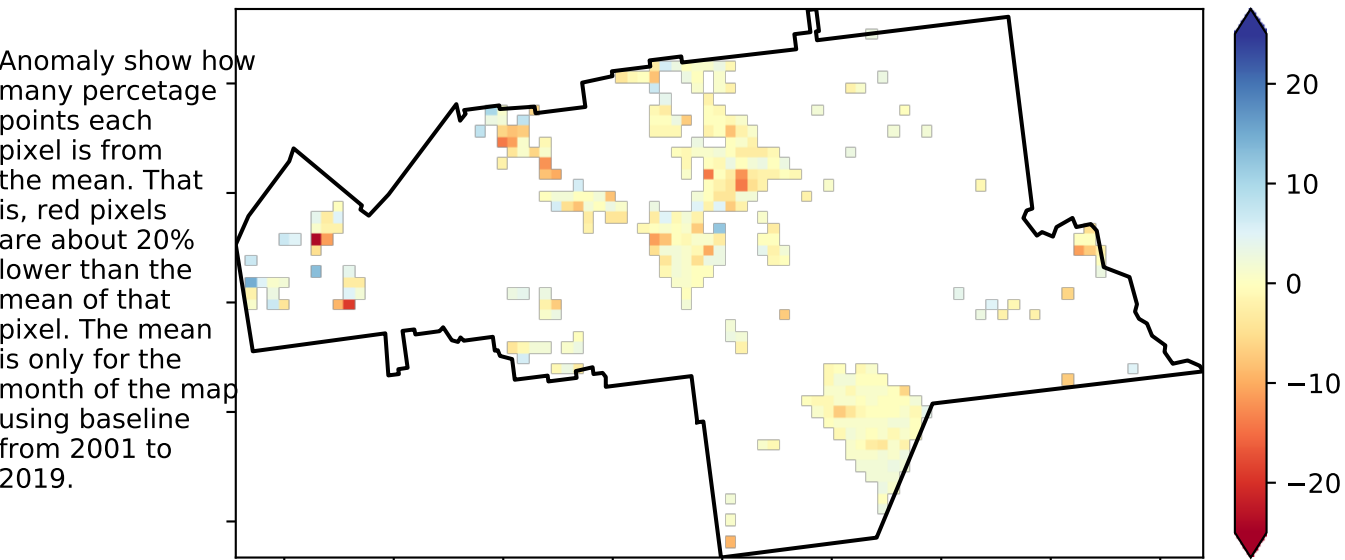 Anomaly show how
many percetage
points each
pixel is from
the mean. That
is, red pixels
are about 20%
lower than the
mean of that
pixel. The mean
is only for the
month of the map
using baseline
from 2001 to
2019.
20
10
0
−10
−20